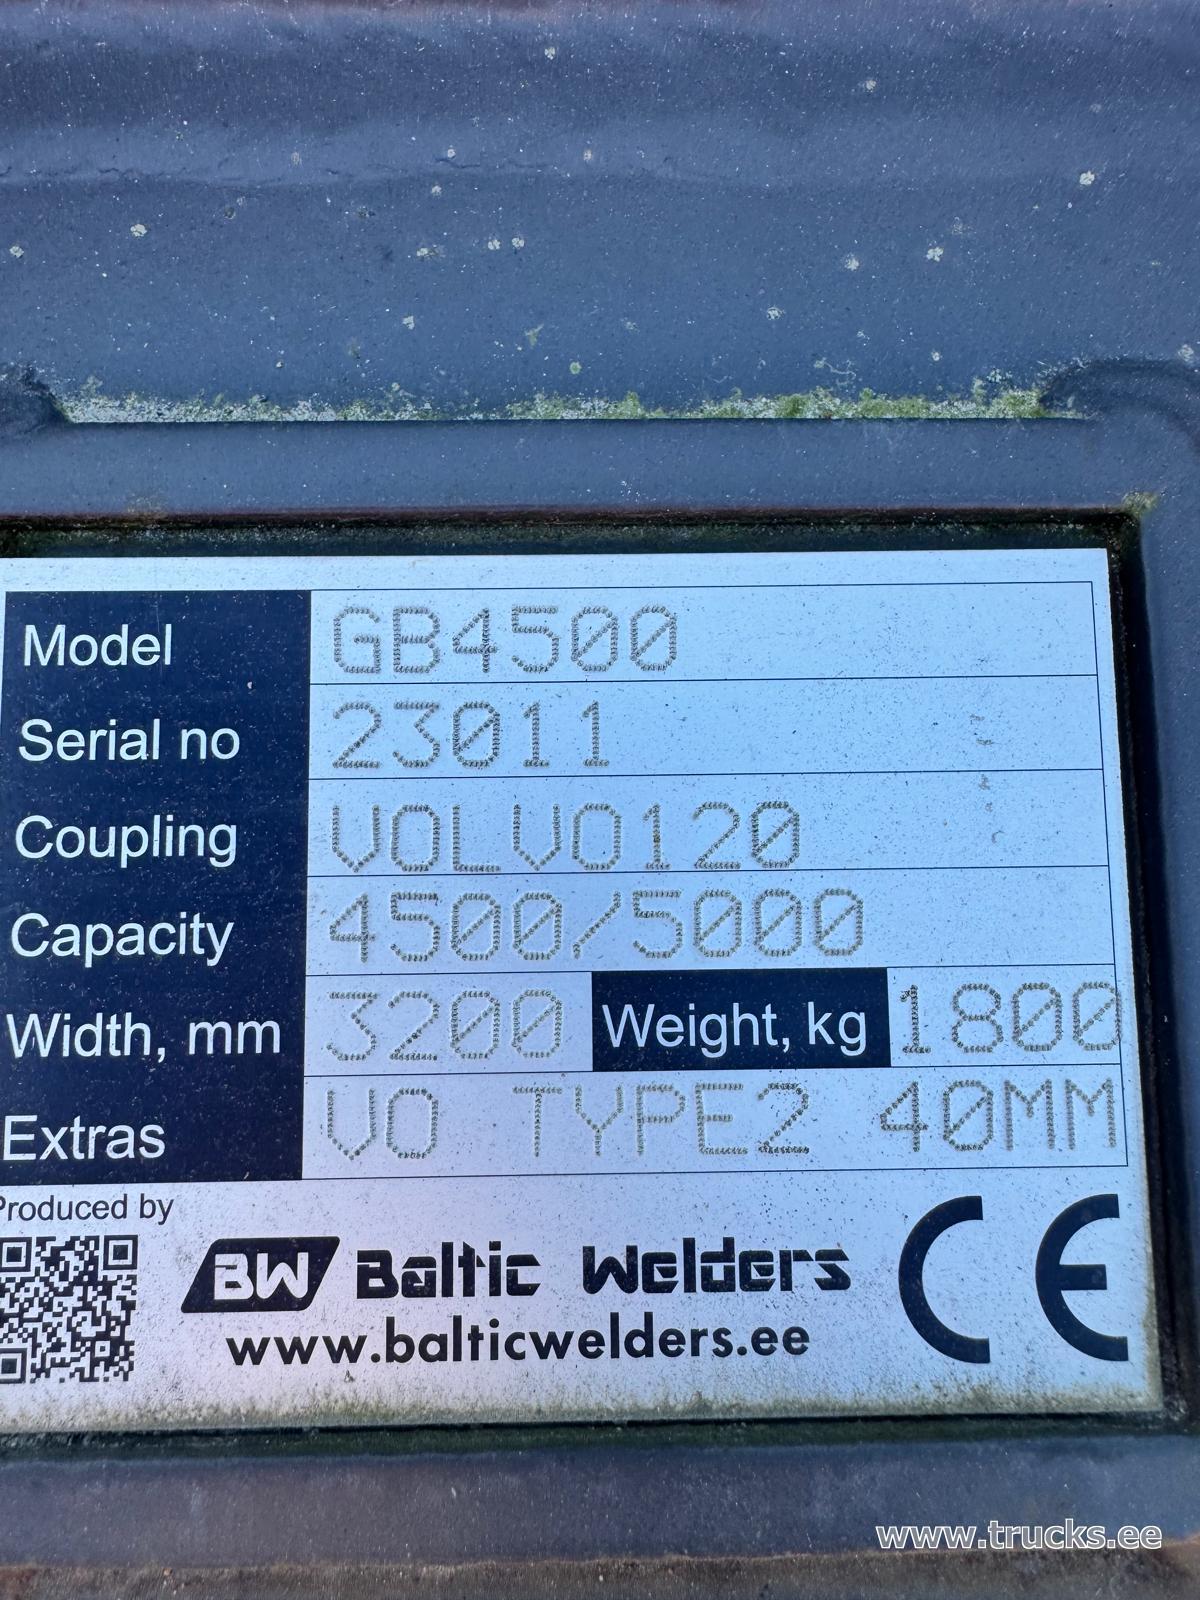 Model GB4500
Serial no 23011
Coupling VOLVO120
Capacity 4500/5000
Width, mm 3200 Weight, kg 1800
Extras VO TYPE2 40MM
Produced by
BW Baltic Welders CE
www.balticwelders.ee
www.trucks.ee